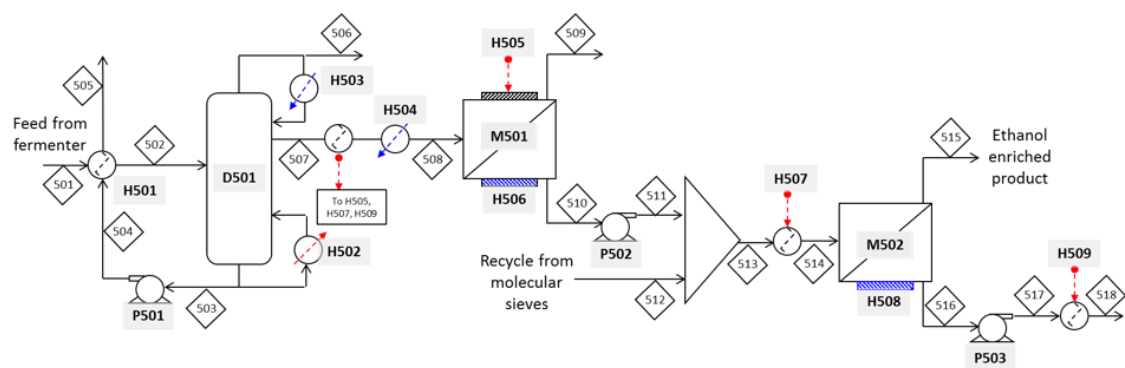 506
509
H505
505
H503
H504
M501
515
Ethanol
enriched
product
Feed from
fermenter
502
507
508
H507
501
H501
D501
To H505,
H507, H509
H506
510
511
M502
504
H502
P502
513
514
H509
Recycle from
molecular
sieves
512
H508
503
P501
516
517
518
P503